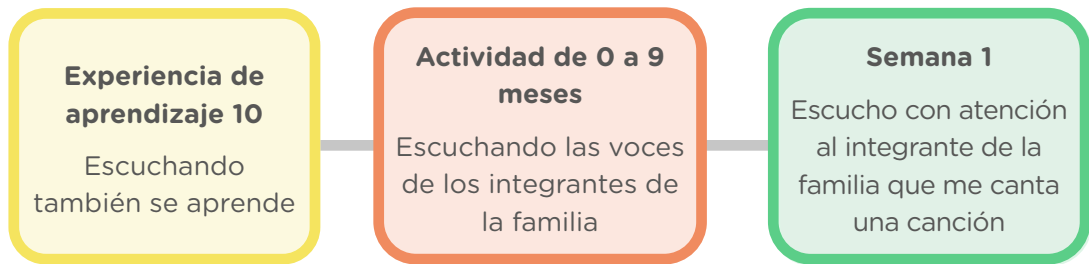 Experiencia de
aprendizaje 10
Escuchando
también se aprende
Actividad de 0 a 9
meses
Escuchando las voces
de los integrantes de
la familia
Semana 1
Escucho con atención
al integrante de la
familia que me canta
una canción